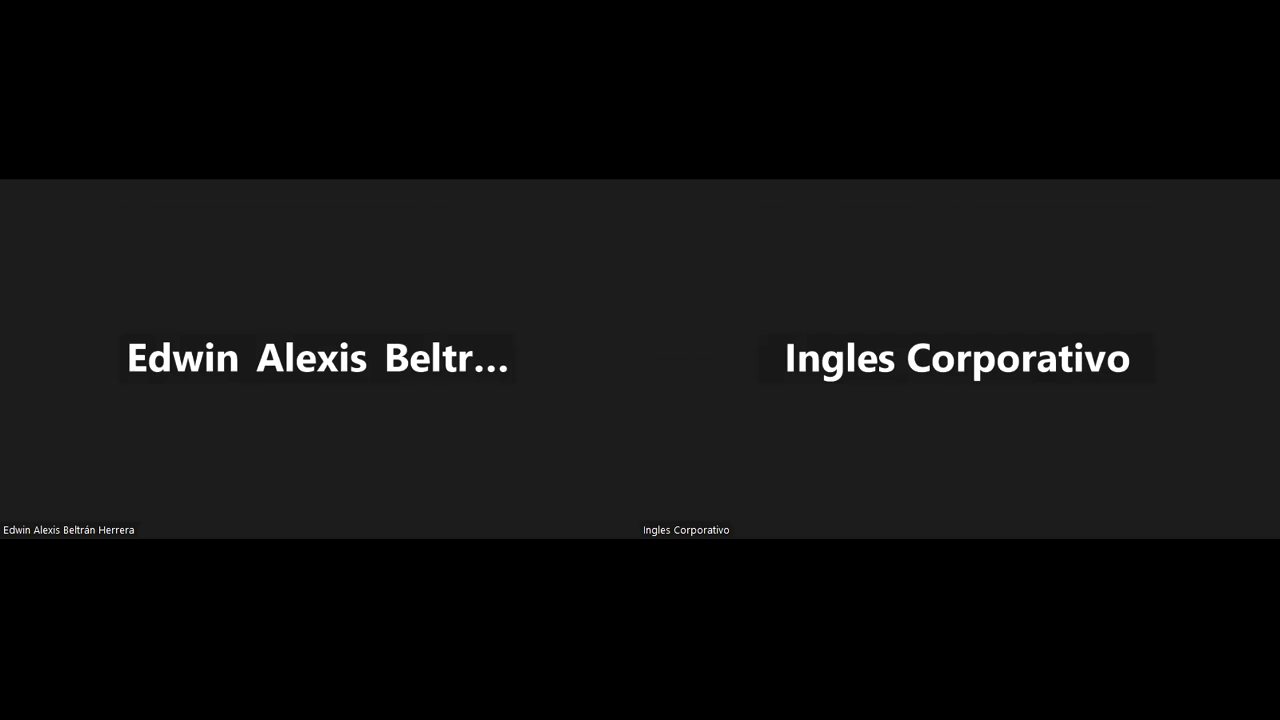 Edwin Alexis Beltr...
Ingles Corporativo
Edwin Alexis Beltrán Herrera
Ingles Corporativo